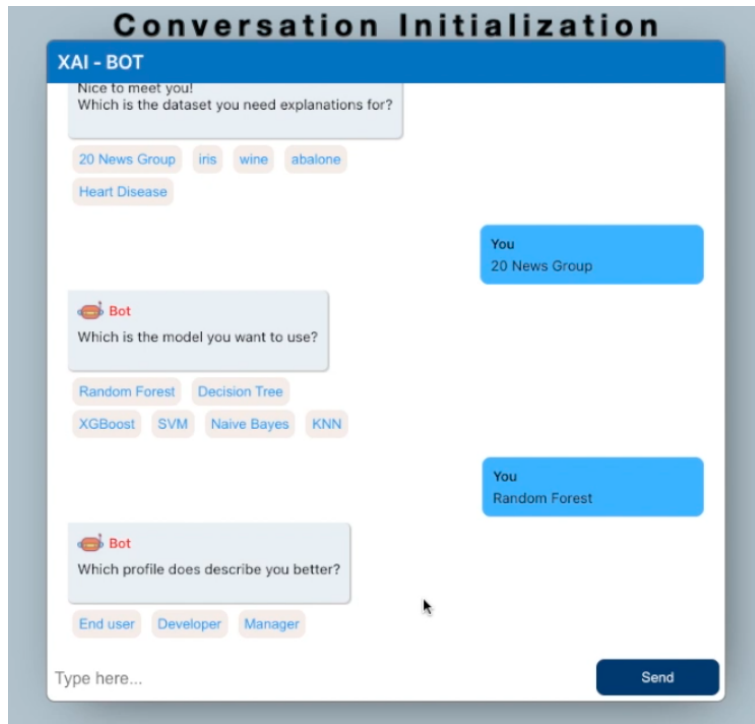 Conversation Initialization
XAI - BOT
Nice to meet you!
Which is the dataset you need explanations for?
20 News Group iris wine abalone
Heart Disease
You
20 News Group
Bot
Which is the model you want to use?
Random Forest Decision Tree
XGBoost SVM Naive Bayes KNN
You
Random Forest
Bot
Which profile does describe you better?
End user Developer Manager
Type here... Send